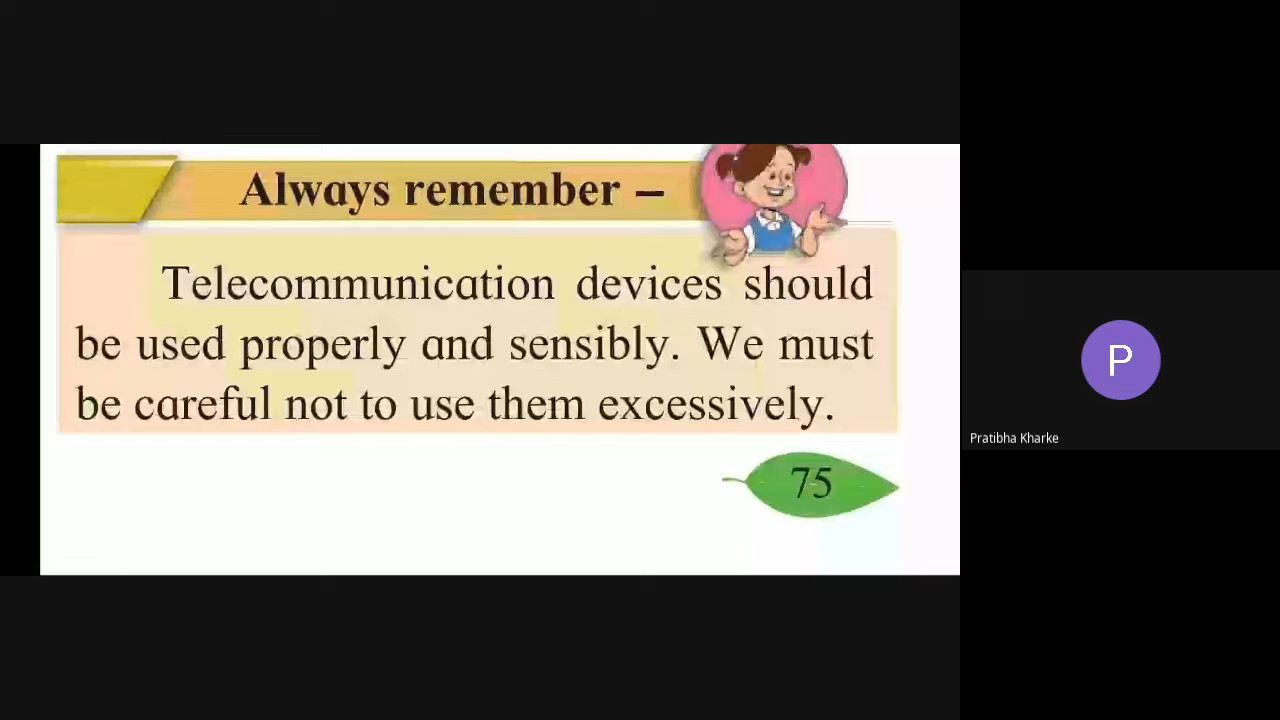 Always remember –
Telecommunication devices should
be used properly and sensibly. We must
be careful not to use them excessively.
75
P
Pratibha Kharke